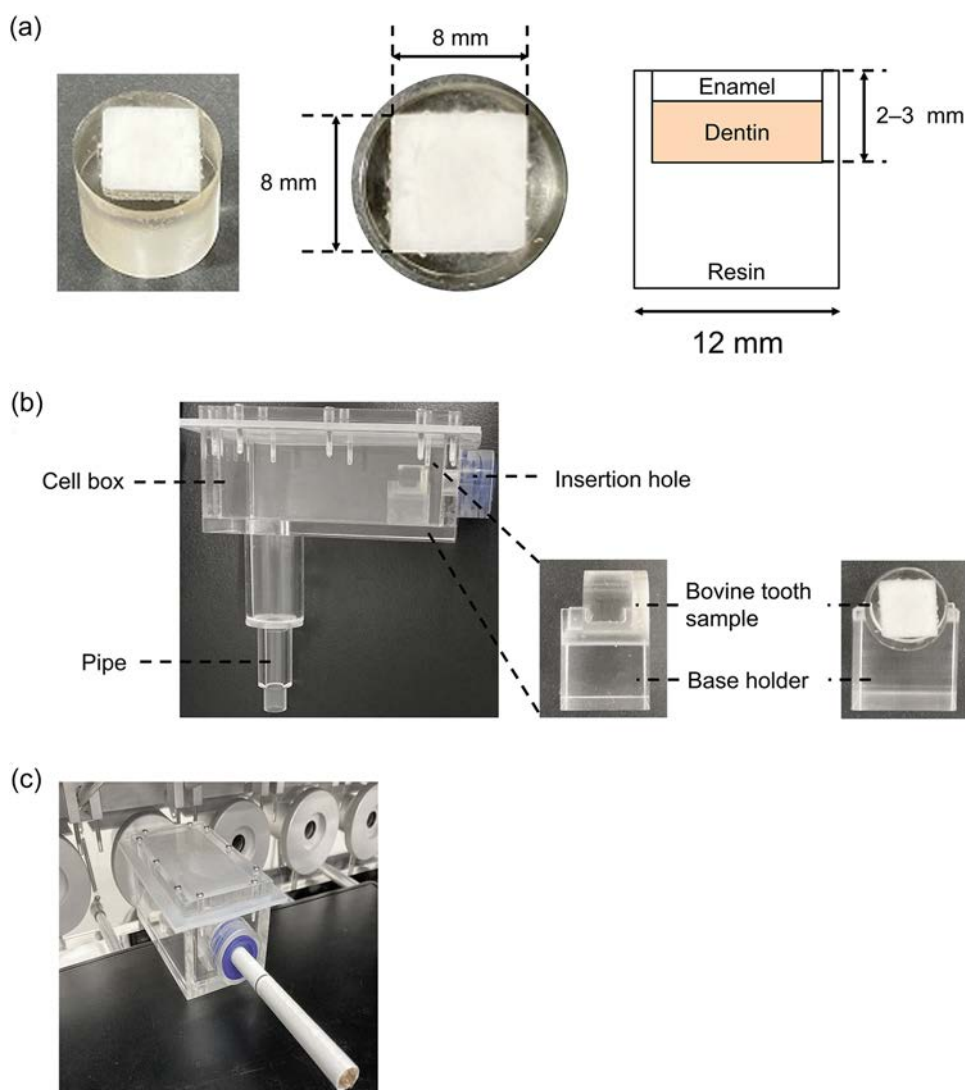 (a)
8 mm
8 mm
Enamel
Dentin
Resin
2–3 mm
12 mm
(b)
Cell box
Pipe
Insertion hole
Bovine tooth
sample
Base holder
(c)